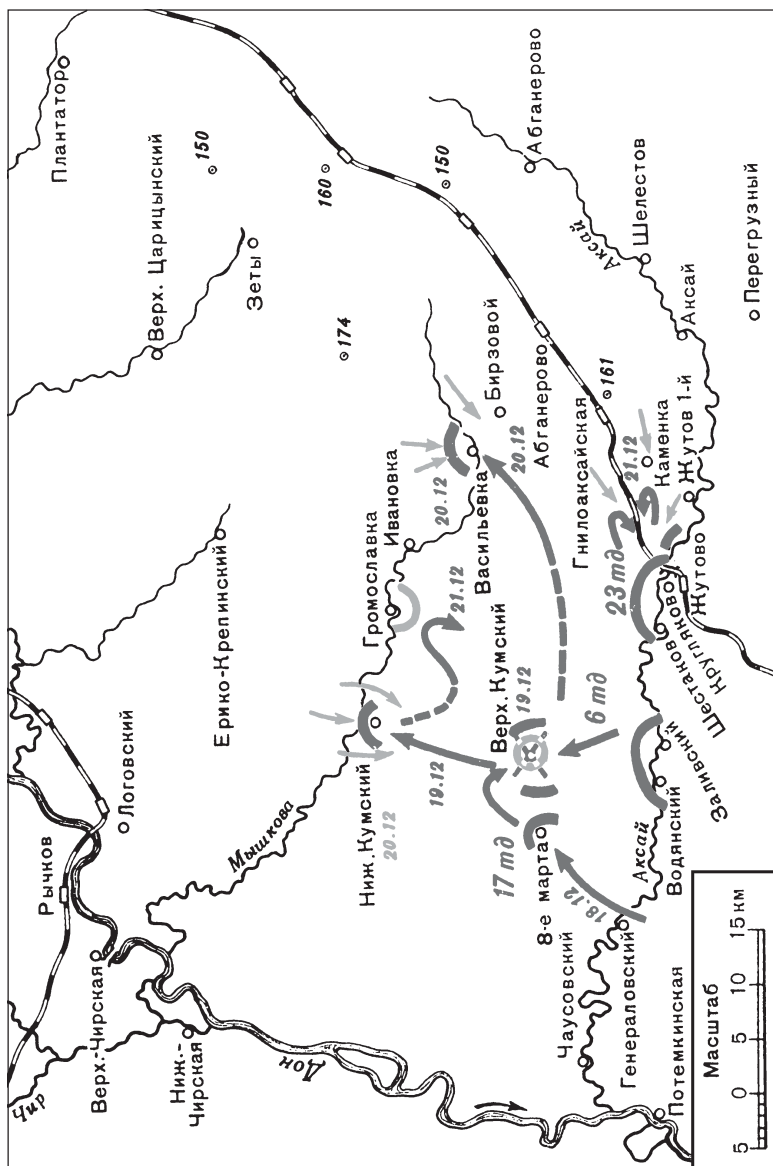 Чир
Рычков
Верх.-Чирская
Ниж.-
Чирская
Логовский
Дон
Мышкова
Ерико-Крепинский
Плантатор
Верх. Царицынский
Зеты
150
160
174
150
Ниж. Кумский
20.12
19.12
Громославка
Ивановка
21.12
20.12
Васильевка
20.12
Бирзовой
Абганерово
Абганерово
Аксай
Шелестов
Аксай
Перегрузный
161
Гнилоаксайская
21.12
Каменка
Жутов 1-й
23 тд
Жутово
Кругляково
Шестаков
Верх. Кумский
19.12
6 тд
17 тд
8-е марта
18.12
Заливский
Водянский
Аксай
Чаусовский
Генераловский
Потемкинская
Масштаб
5 0 5 10 15 км